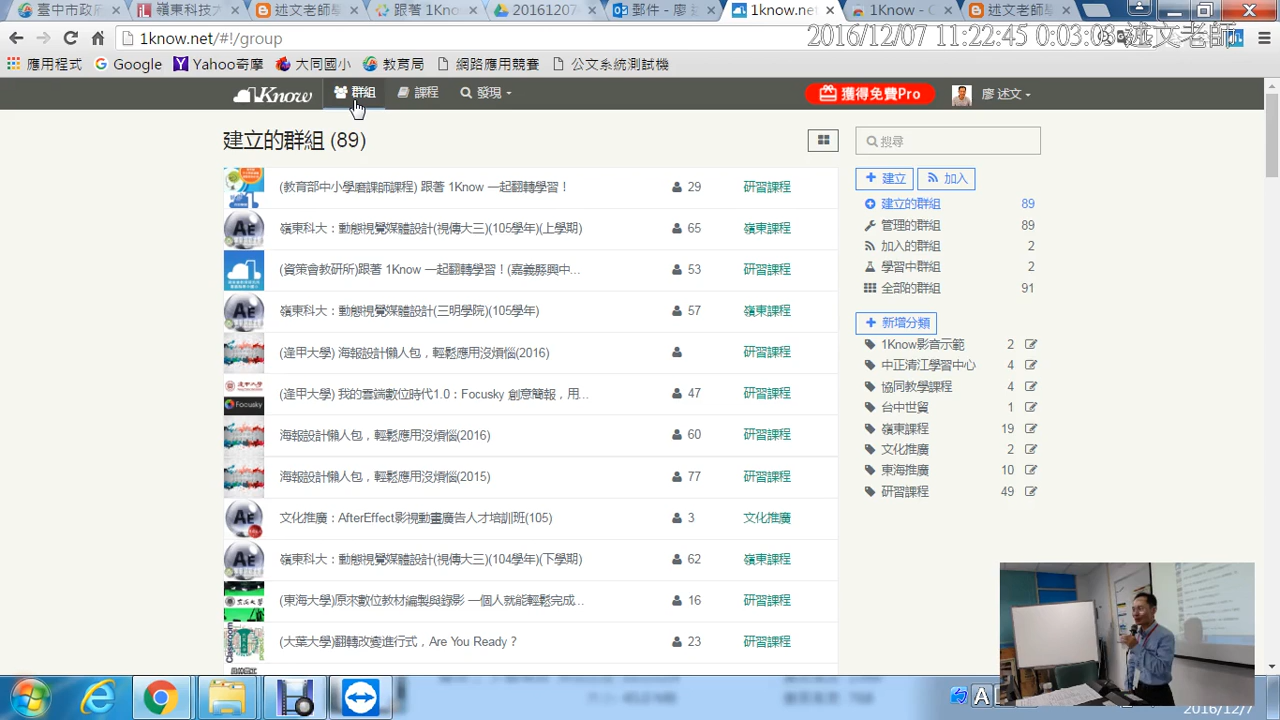 臺中市政府
嶺東科技大
述文老師學
跟著 1Know
20161207
郵件 - 廖
1know.net
1Know - C
述文老師
1know.net/#!/group
2016/12/07 11:22:45 0:03:03 述文老師
應用程式
Google
Yahoo奇摩
大同國小
教育局
網路應用競賽
公文系統測試機
1Know
群組
課程
發現
獲得免費Pro
廖 述文
建立的群組 (89)
搜尋
(教育部中小學磨課師課程) 跟著 1Know 一起翻轉學習！ 29 研習課程
嶺東科大：動態視覺媒體設計(視傳大三)(105學年)(上學期) 65 嶺東課程
(資策會教研所)跟著 1Know 一起翻轉學習！(嘉義蘇興中... 53 研習課程
嶺東科大：動態視覺媒體設計(三明學院)(105學年) 57 嶺東課程
(逢甲大學) 海報設計懶人包，輕鬆應用沒煩惱(2016) 研習課程
(逢甲大學) 我的雲端數位時代1.0：Focusky 創意簡報，用... 47 研習課程
海報設計懶人包，輕鬆應用沒煩惱(2016) 60 研習課程
海報設計懶人包，輕鬆應用沒煩惱(2015) 77 研習課程
文化推廣：AfterEffect影視動畫廣告人才培訓班(105) 3 文化推廣
嶺東科大：動態視覺媒體設計(視傳大三)(104學年)(下學期) 62 嶺東課程
(東海大學)原來數位教材錄製與錄影 一個人就能輕鬆完成... 16 研習課程
(大葉大學)翻轉改變進行式，Are You Ready？ 23 研習課程
建立
加入
建立的群組 89
管理的群組 89
加入的群組 2
學習中群組 2
全部的群組 91
新增分類
1Know影音示範 2
中正清江學習中心 4
協同教學課程 4
台中世貿 1
嶺東課程 19
文化推廣 2
東海推廣 10
研習課程 49
2016/12/7